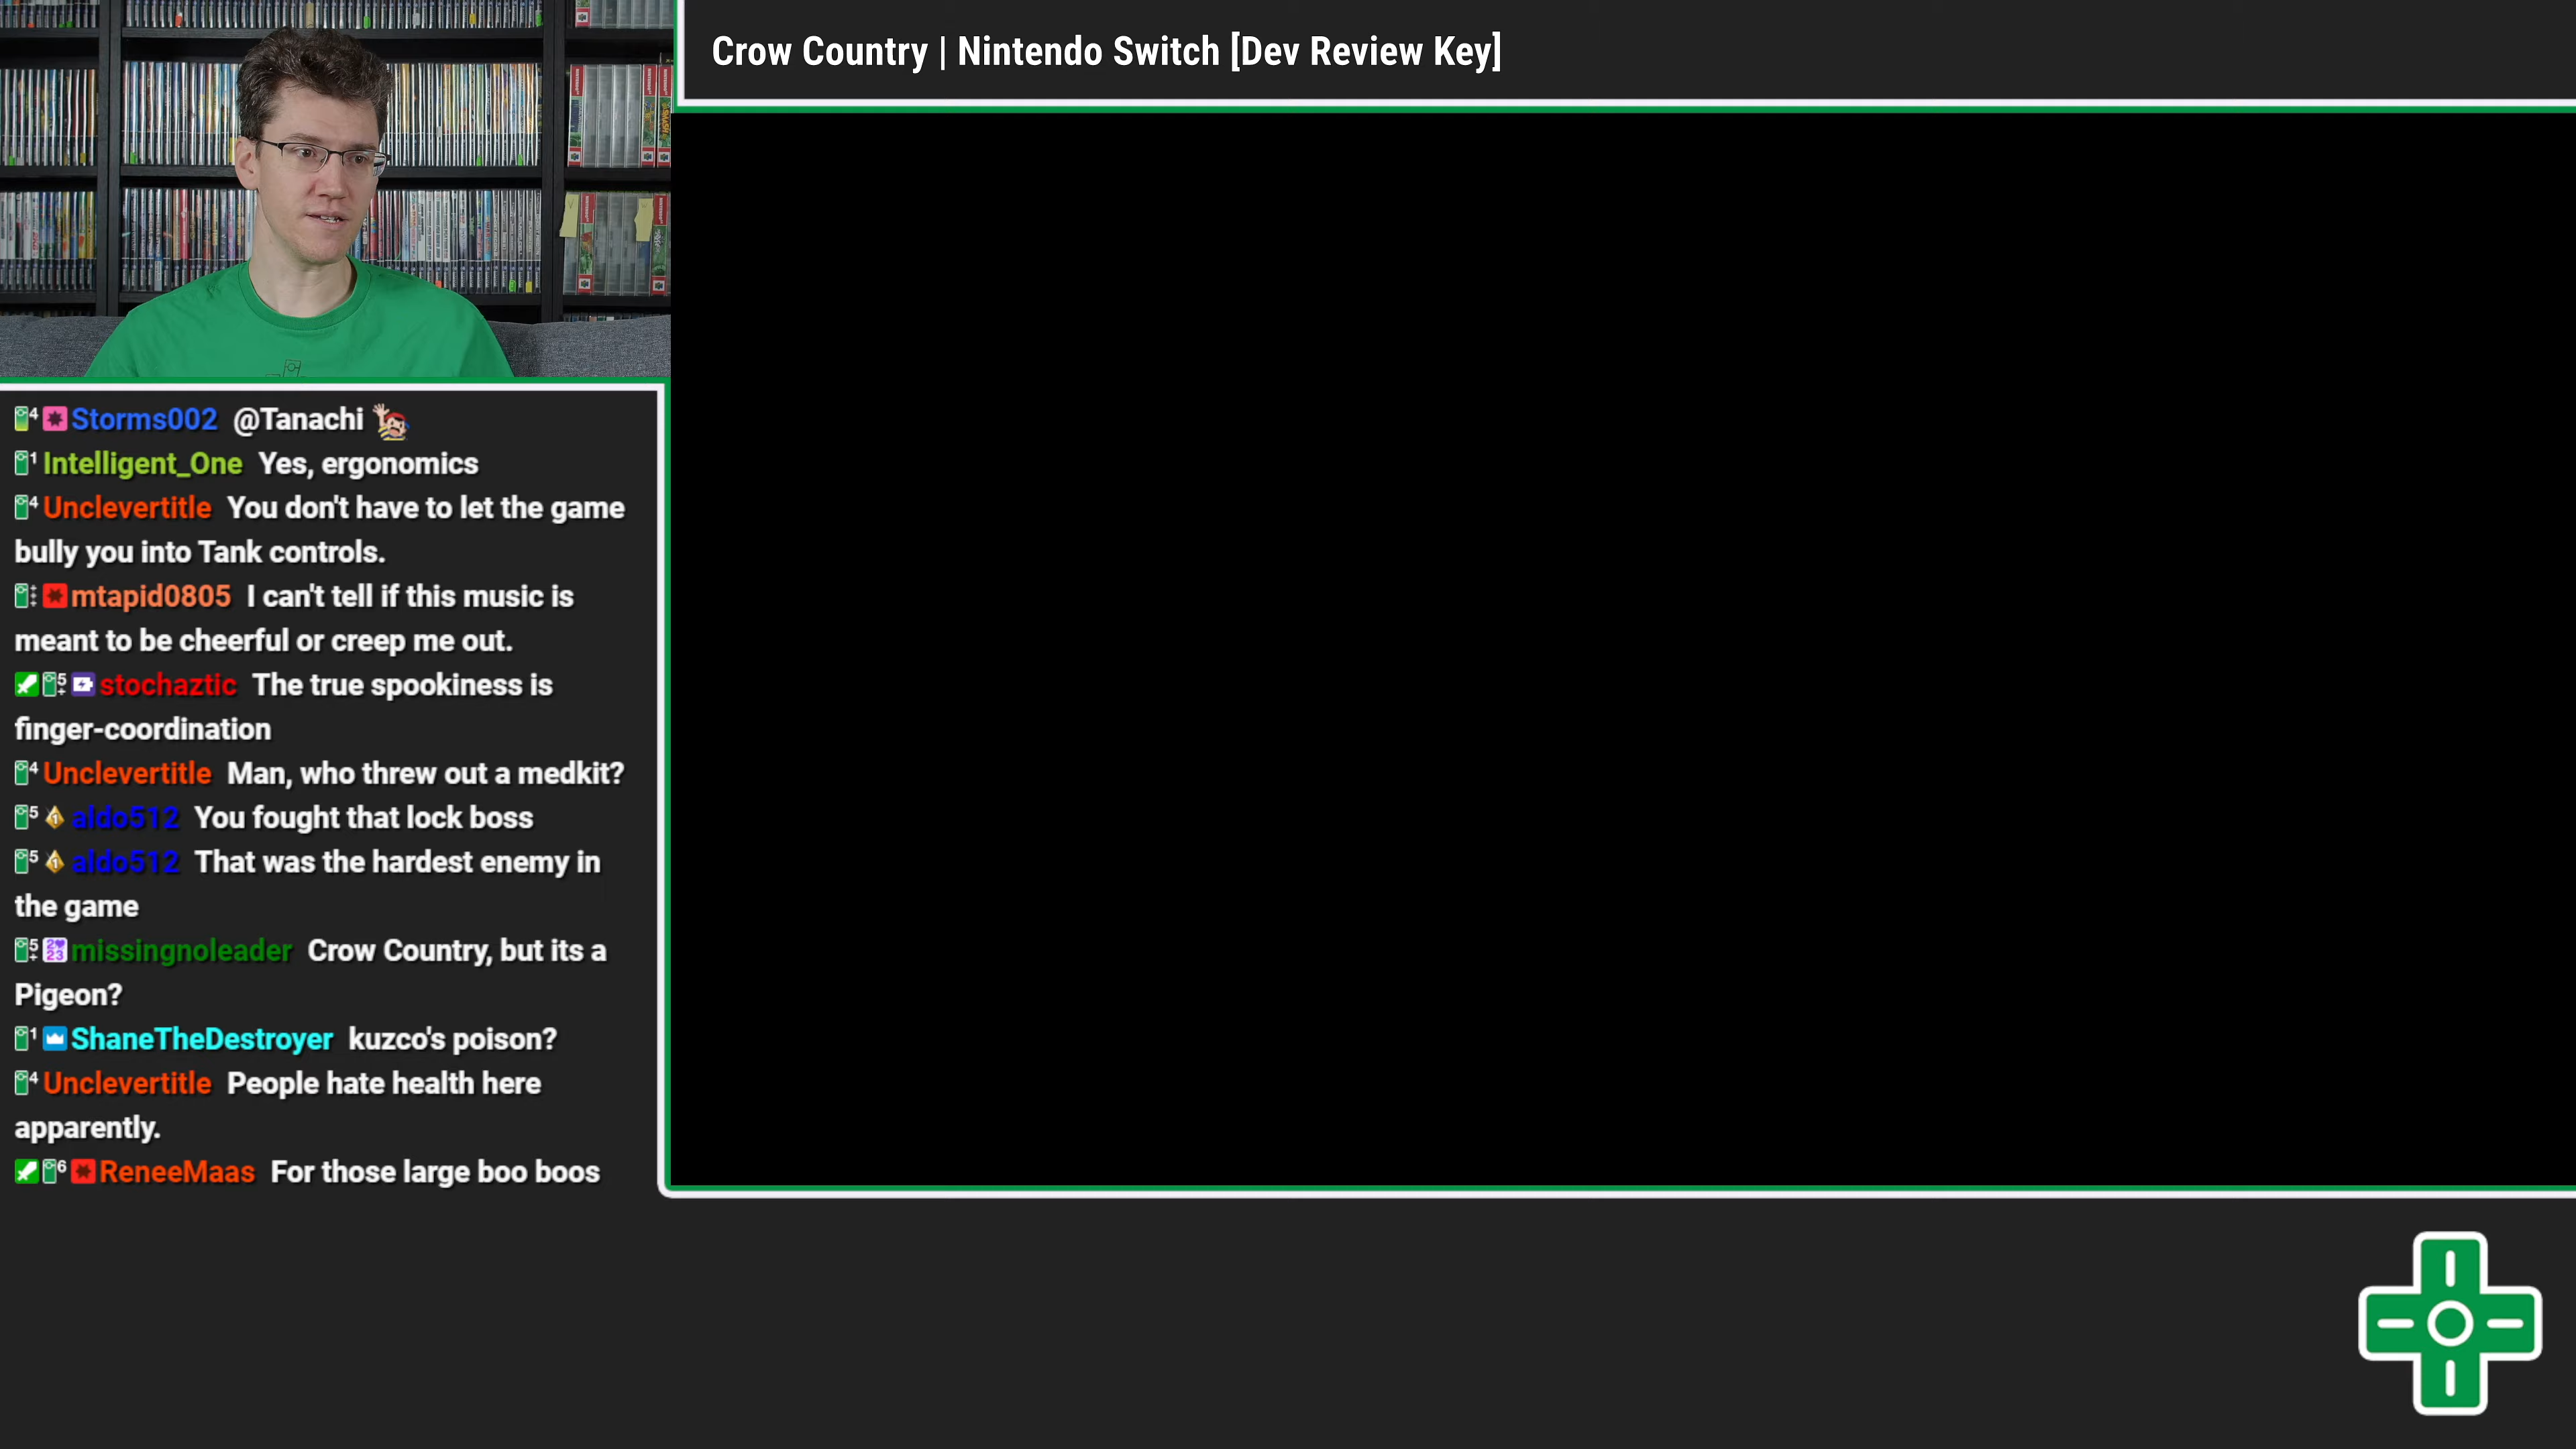 Crow Country | Nintendo Switch [Dev Review Key]
Storms002 @Tanachi
Intelligent_One Yes, ergonomics
Unclevertitle You don't have to let the game
bully you into Tank controls.
mtapid0805 I can't tell if this music is
meant to be cheerful or creep me out.
stochaztic The true spookiness is
finger-coordination
Unclevertitle Man, who threw out a medkit?
aldo512 You fought that lock boss
aldo512 That was the hardest enemy in
the game
missingnoleader Crow Country, but its a
Pigeon?
ShaneTheDestroyer kuzco's poison?
Unclevertitle People hate health here
apparently.
ReneeMaas For those large boo boos